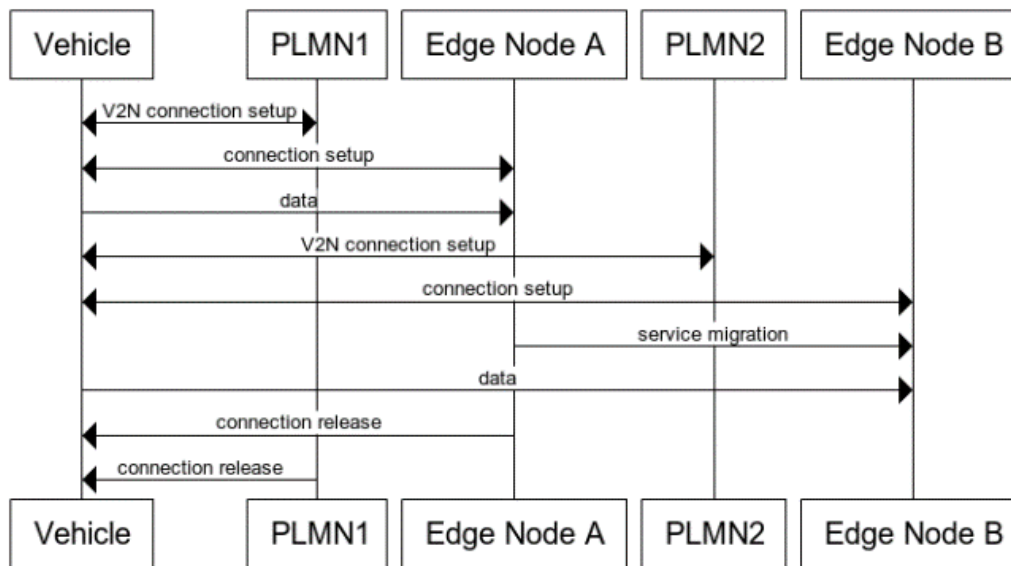 Vehicle PLMN1 Edge Node A PLMN2 Edge Node B
V2N connection setup
connection setup
data
V2N connection setup
connection setup
service migration
data
connection release
connection release
Vehicle PLMN1 Edge Node A PLMN2 Edge Node B